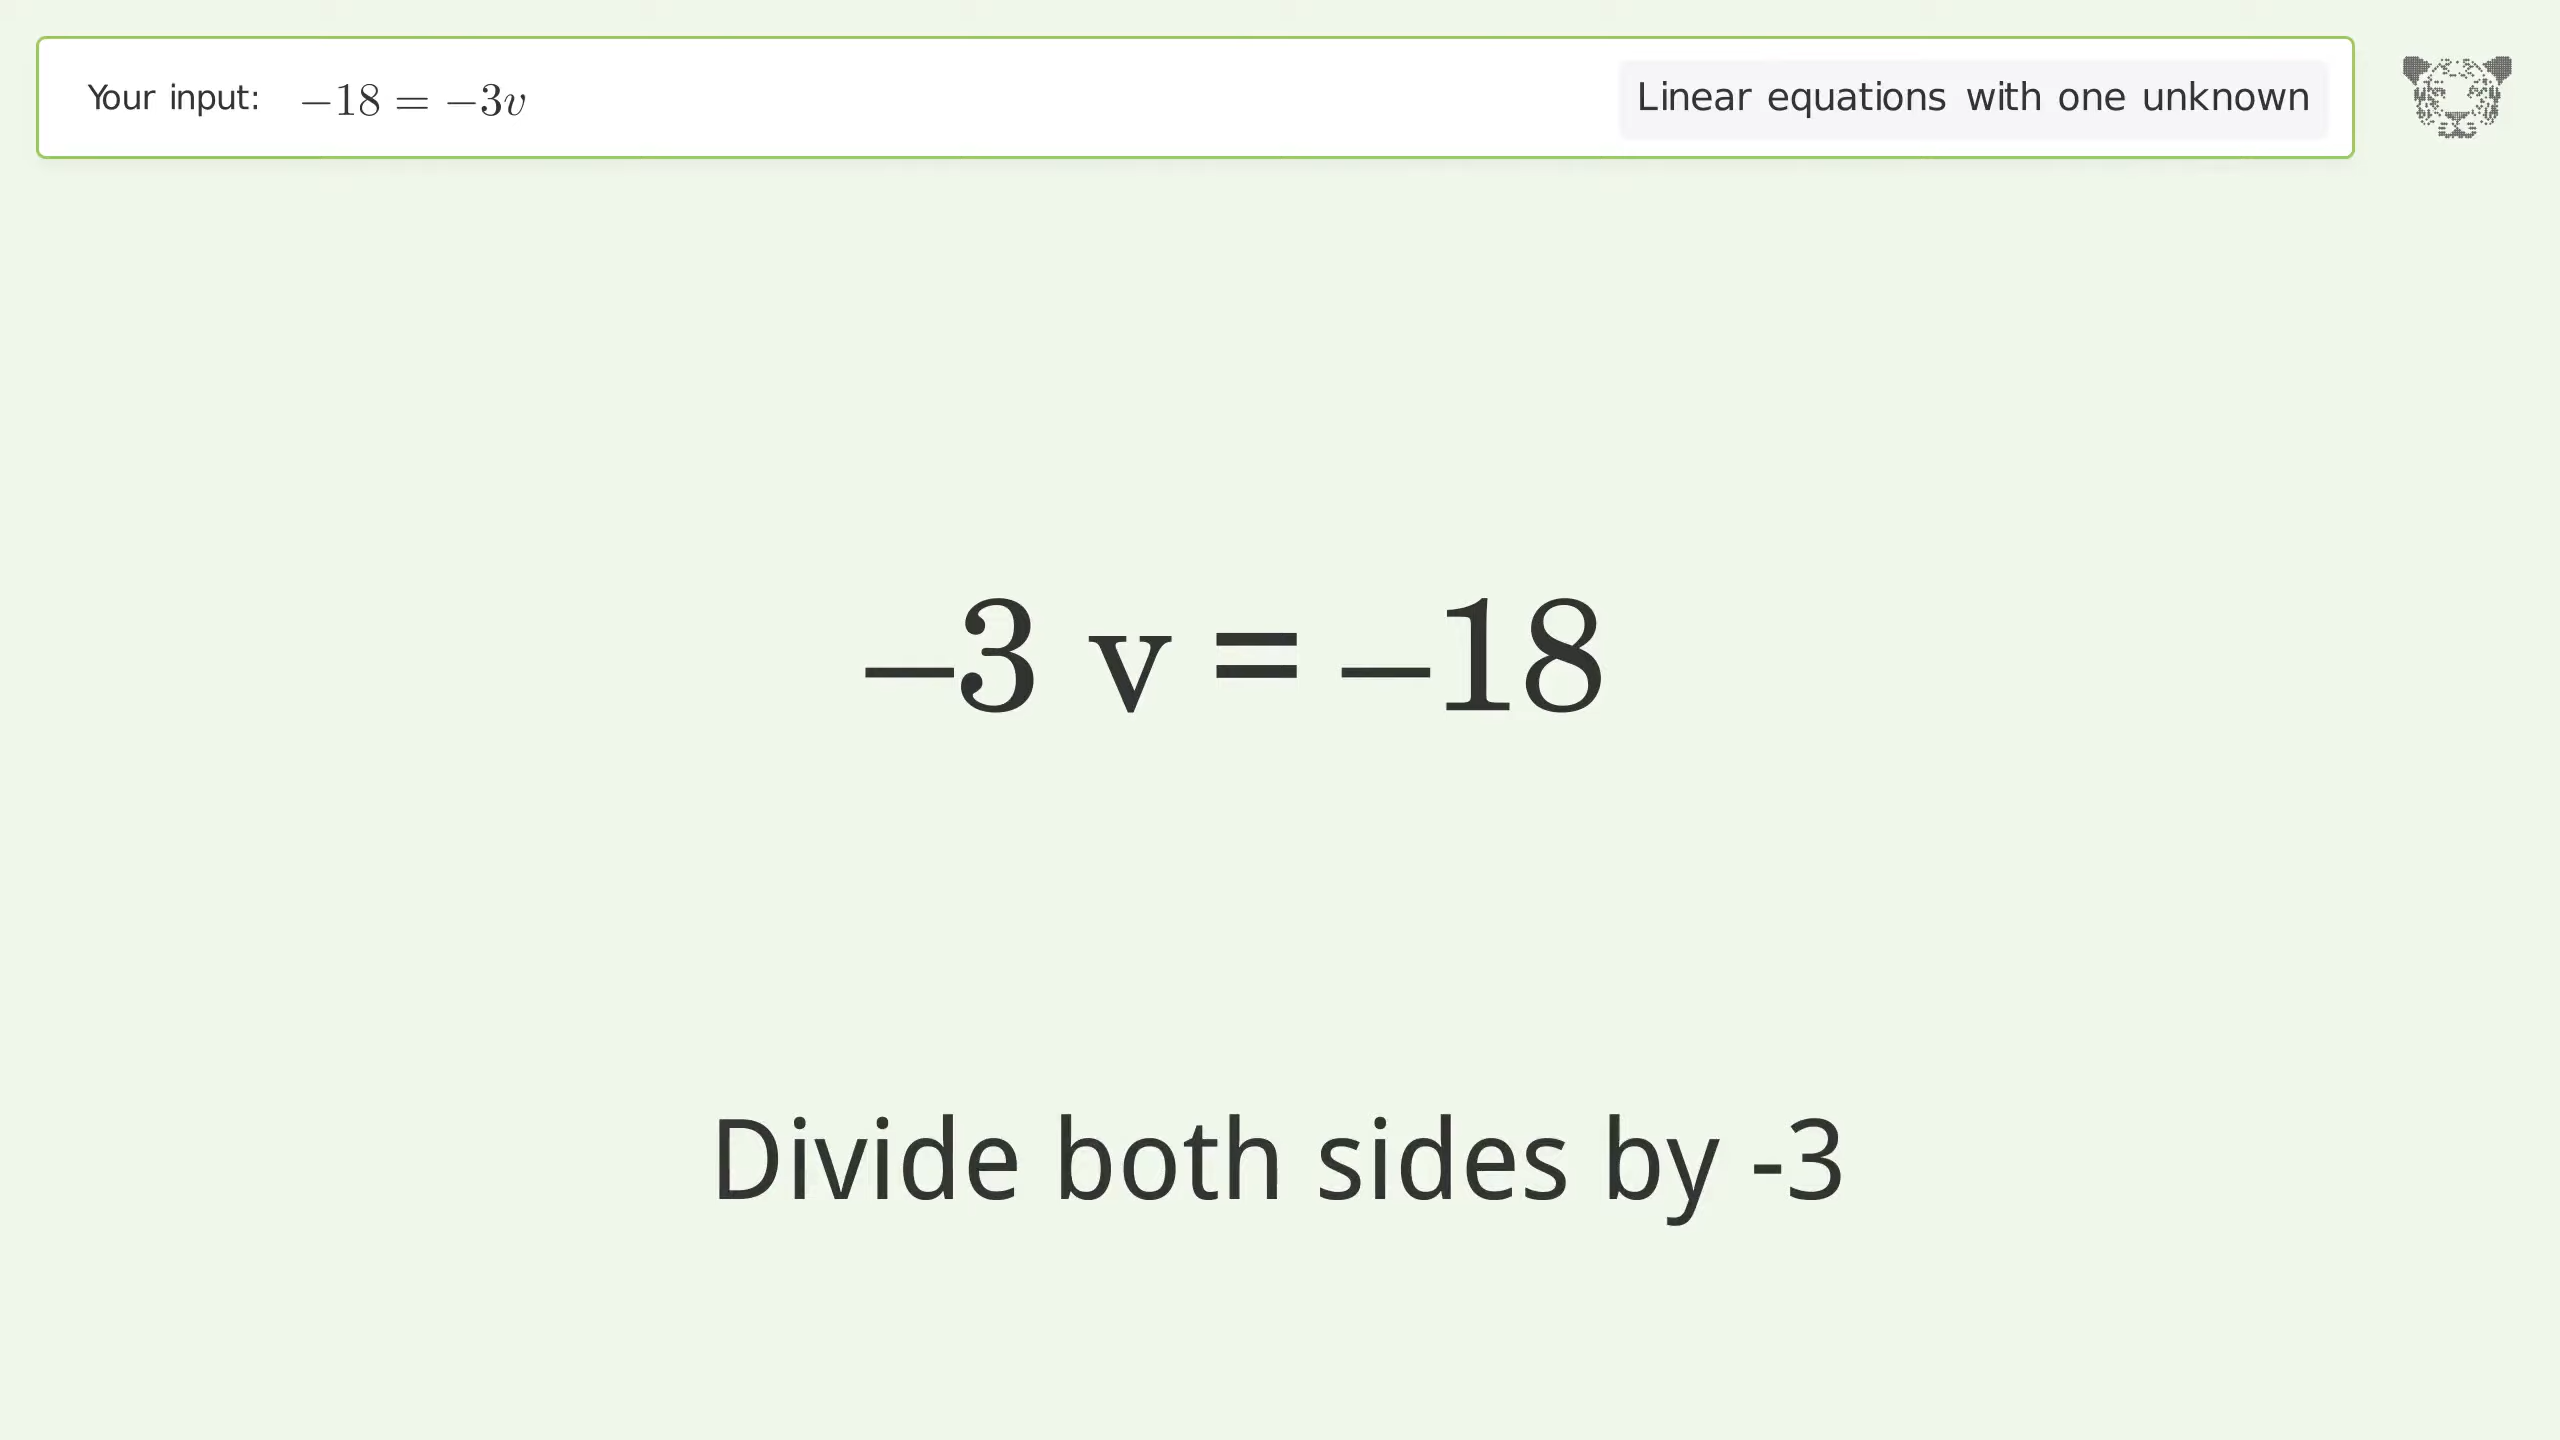 Your input: −18 = −3v
Linear equations with one unknown
−3 v = −18
Divide both sides by -3